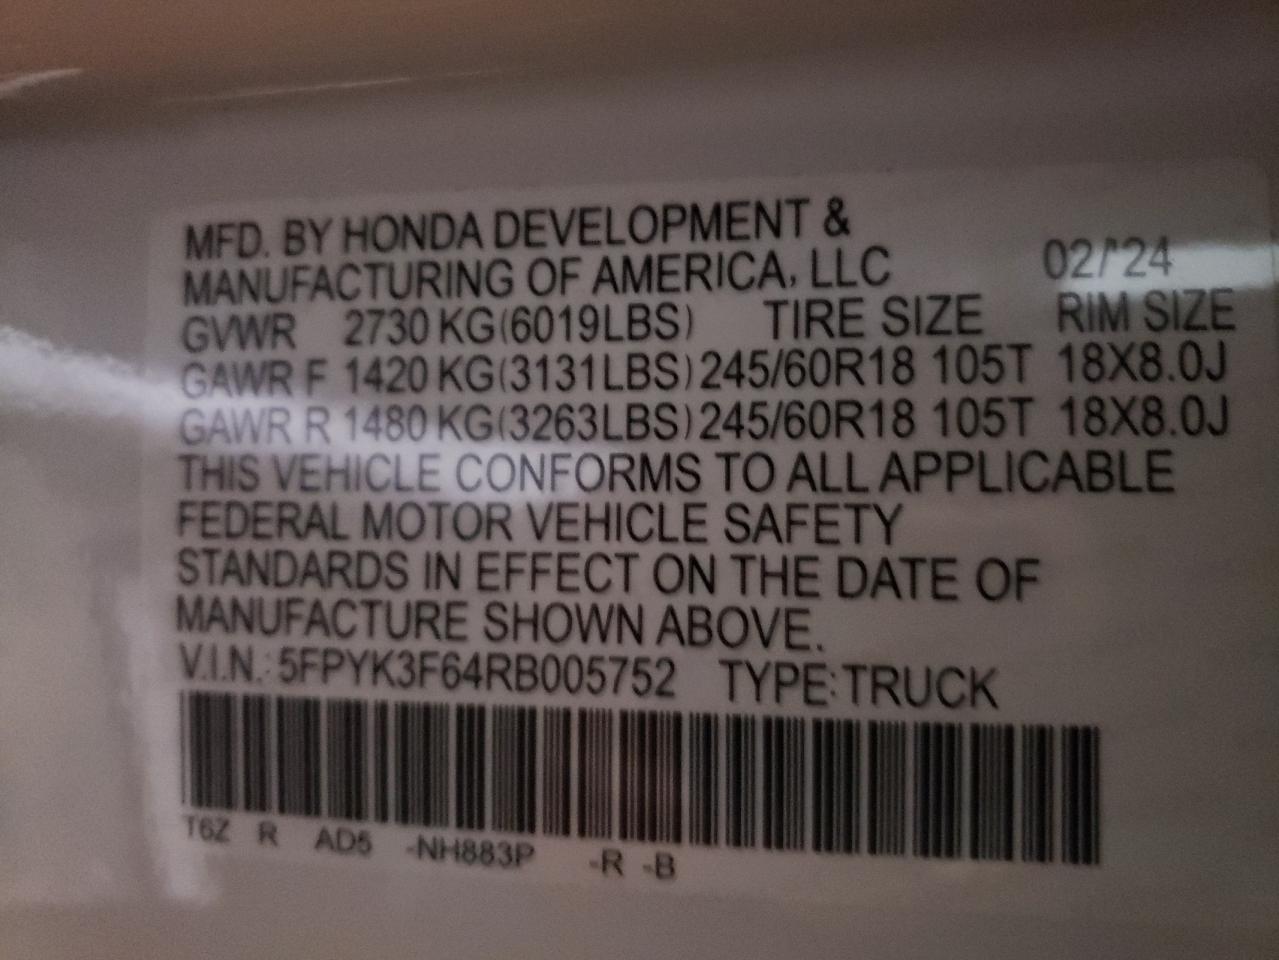 MFD. BY HONDA DEVELOPMENT &
MANUFACTURING OF AMERICA, LLC 02/'24
GVWR 2730 KG(6019LBS) TIRE SIZE RIM SIZE
GAWR F 1420 KG(3131LBS) 245/60R18 105T 18X8.0J
GAWR R 1480 KG(3263LBS) 245/60R18 105T 18X8.0J
THIS VEHICLE CONFORMS TO ALL APPLICABLE
FEDERAL MOTOR VEHICLE SAFETY
STANDARDS IN EFFECT ON THE DATE OF
MANUFACTURE SHOWN ABOVE.
V.I.N.: 5FPYK3F64RB005752 TYPE: TRUCK
T6Z R AD5 -NH883P -R -B